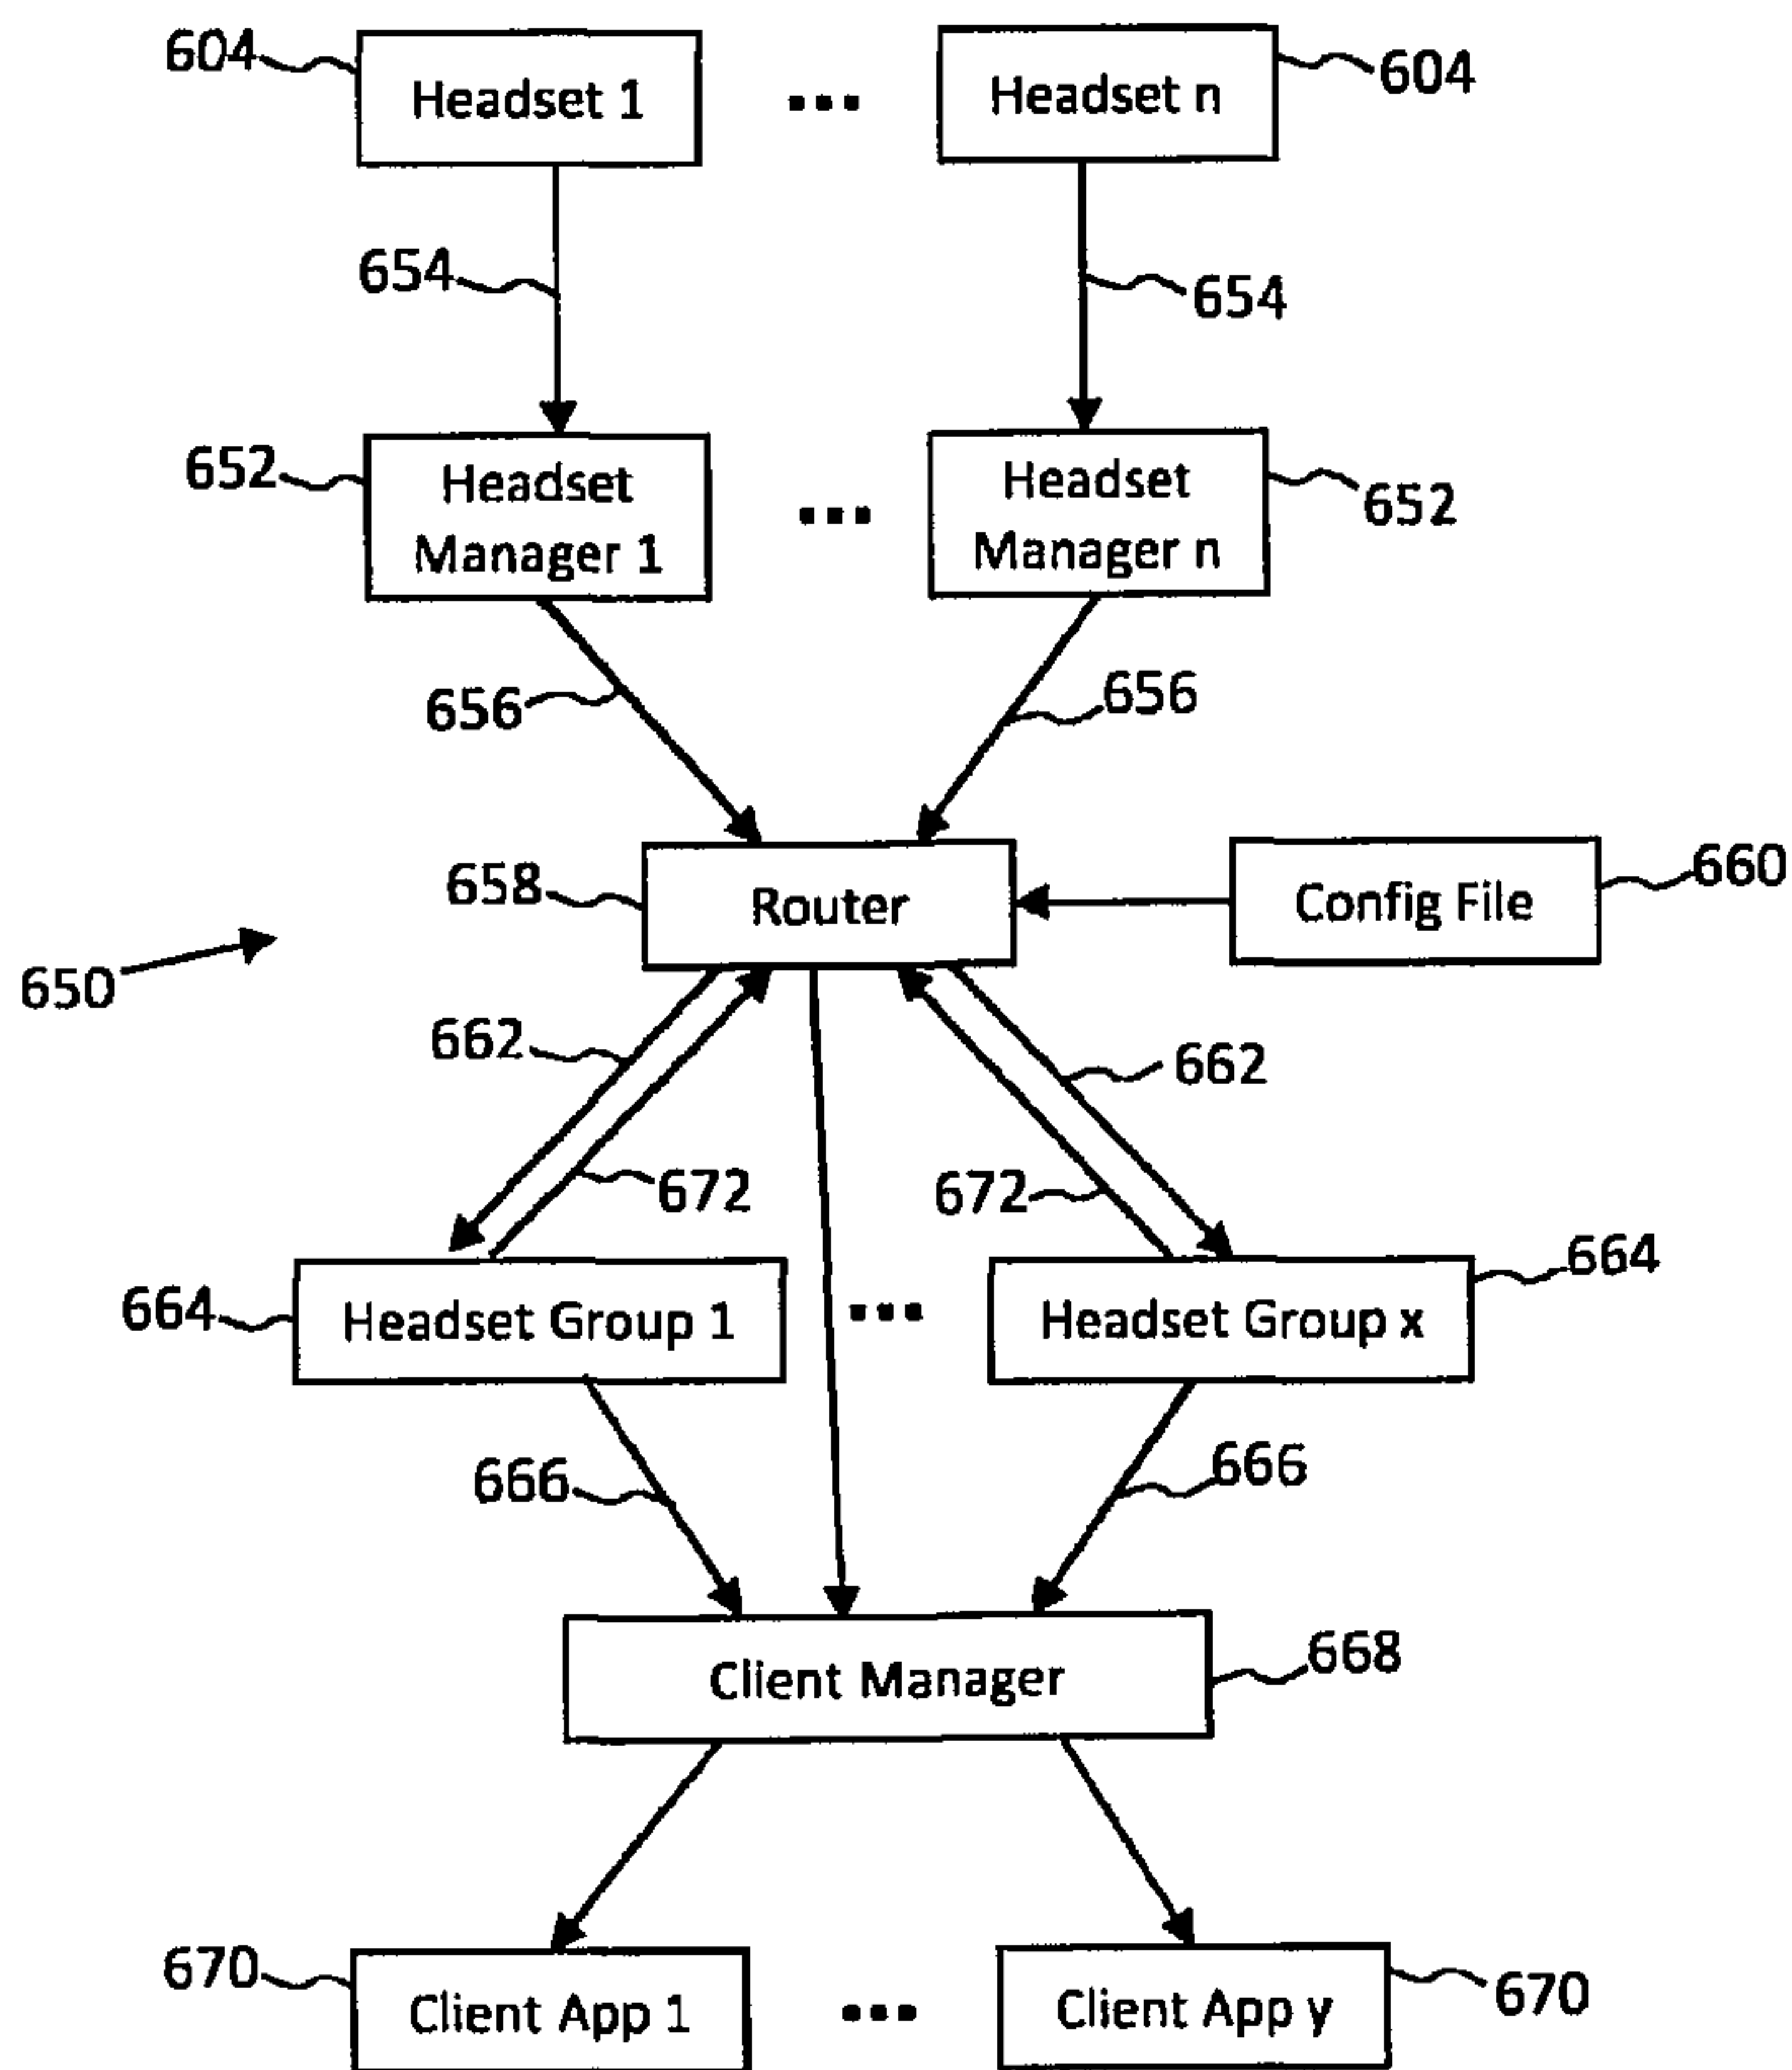 604
Headset 1
...
Headset n
604
654
654
652
Headset
Manager 1
...
Headset
Manager n
652
656
656
658
Router
Config File
660
650
662
662
672
672
664
Headset Group 1
...
Headset Group x
664
666
666
Client Manager
668
670
Client App 1
...
Client App y
670